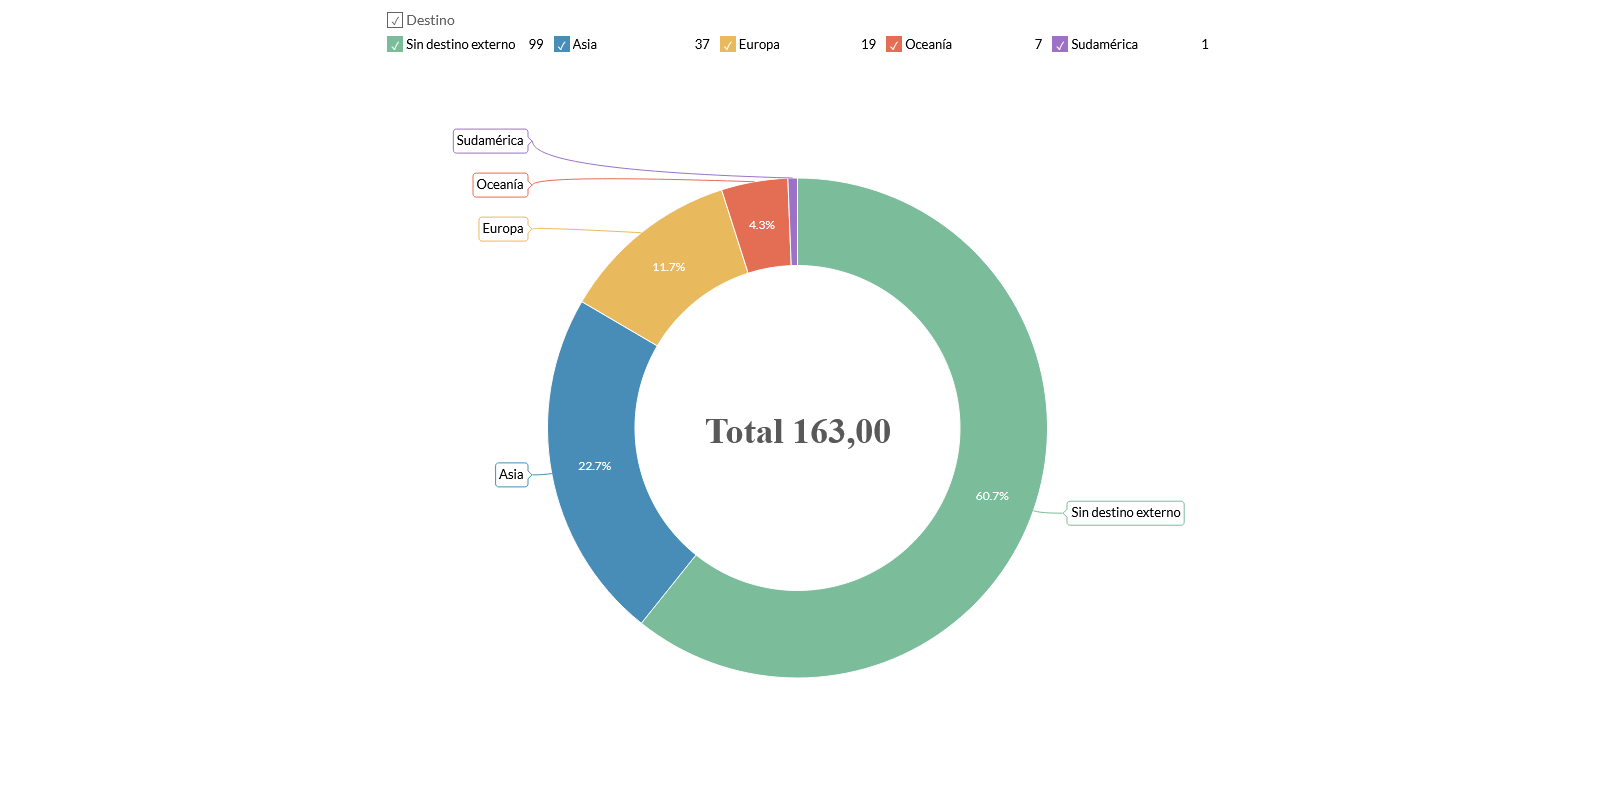 Destino
Sin destino externo 99 Asia 37 Europa 19 Oceanía 7 Sudamérica 1
Sudamérica
Oceanía
Europa
4.3%
11.7%
Total 163,00
22.7%
Asia
60.7%
Sin destino externo